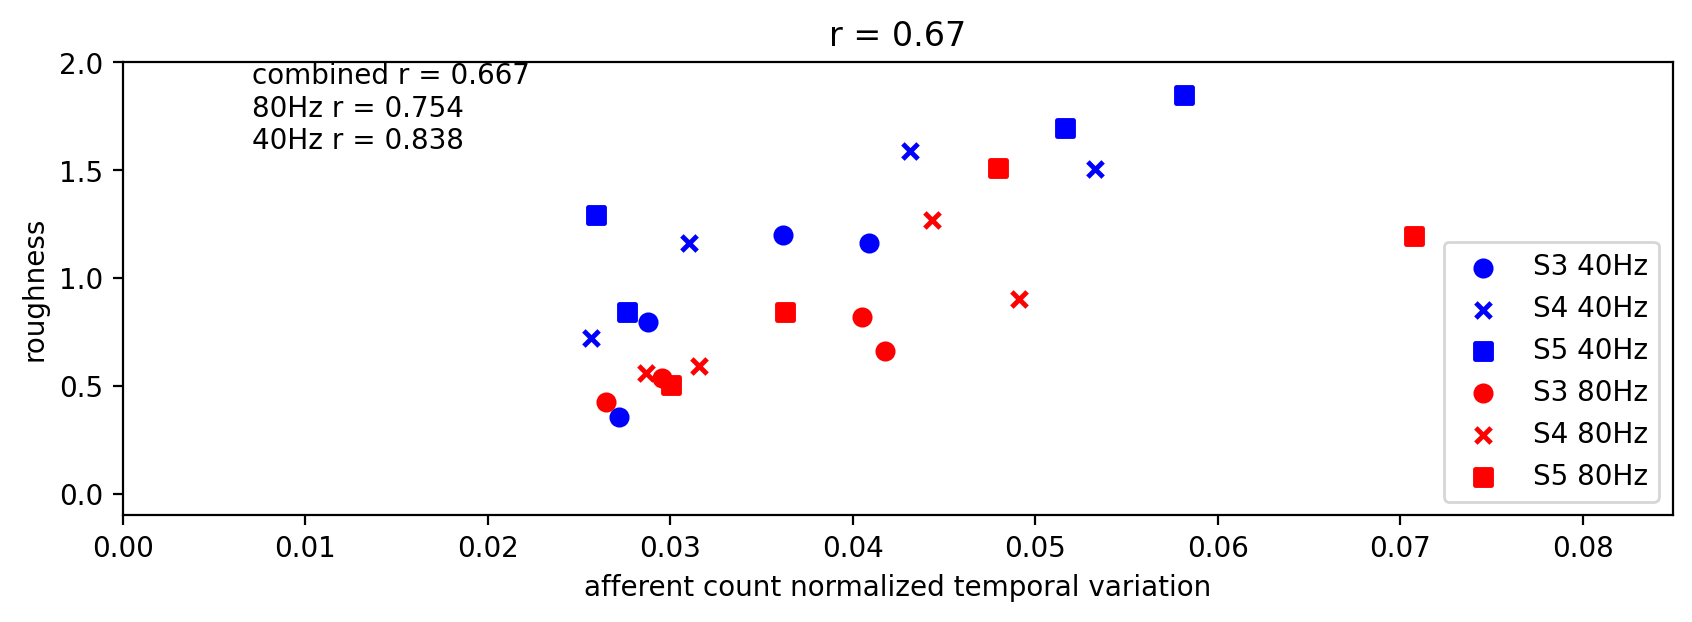 r = 0.67
combined r = 0.667
80Hz r = 0.754
40Hz r = 0.838
2.0
1.5
1.0
0.5
0.0
roughness
S3 40Hz
S4 40Hz
S5 40Hz
S3 80Hz
S4 80Hz
S5 80Hz
0.00 0.01 0.02 0.03 0.04 0.05 0.06 0.07 0.08
afferent count normalized temporal variation